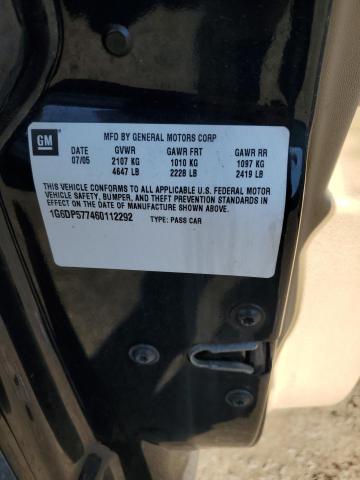 GM
MFD BY GENERAL MOTORS CORP
DATE GVWR GAWR FRT GAWR RR
07/05 2107 KG 1010 KG 1097 KG
4647 LB 2228 LB 2419 LB
THIS VEHICLE CONFORMS TO ALL APPLICABLE U.S. FEDERAL MOTOR
VEHICLE SAFETY, BUMPER, AND THEFT PREVENTION STANDARDS IN
EFFECT ON THE DATE OF MANUFACTURE SHOWN ABOVE.
1G6DP577460112292 TYPE: PASS CAR